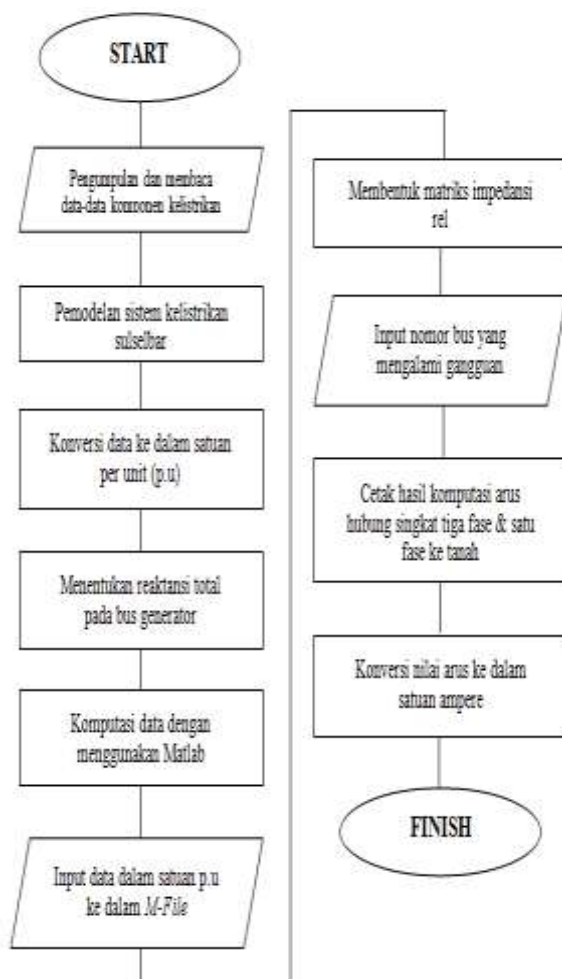 START
Pengumpulan dan membaca
data-data komponen kelistrikan
Pemodelan sistem kelistrikan
sulselbar
Konversi data ke dalam satuan
per unit (p.u)
Menentukan reaktansi total
pada bus generator
Komputasi data dengan
menggunakan Matlab
Input data dalam satuan p.u
ke dalam M-File
Membentuk matriks impedansi
rel
Input nomor bus yang
mengalami gangguan
Cetak hasil komputasi arus
hubung singkat tiga fase & satu
fase ke tanah
Konversi nilai arus ke dalam
satuan ampere
FINISH